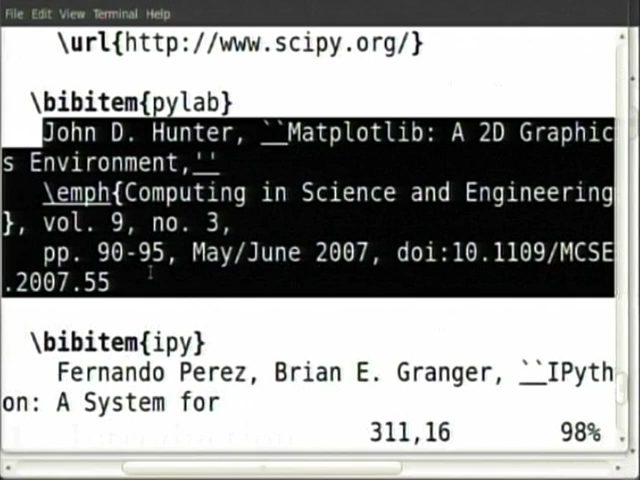 File Edit View Terminal Help
\url{http://www.scipy.org/}
\bibitem{pylab}
John D. Hunter, ``Matplotlib: A 2D Graphic
s Environment,''
\emph{Computing in Science and Engineering
}, vol. 9, no. 3,
pp. 90-95, May/June 2007, doi:10.1109/MCSE
.2007.55
\bibitem{ipy}
Fernando Perez, Brian E. Granger, ``IPyth
on: A System for
311,16 98%